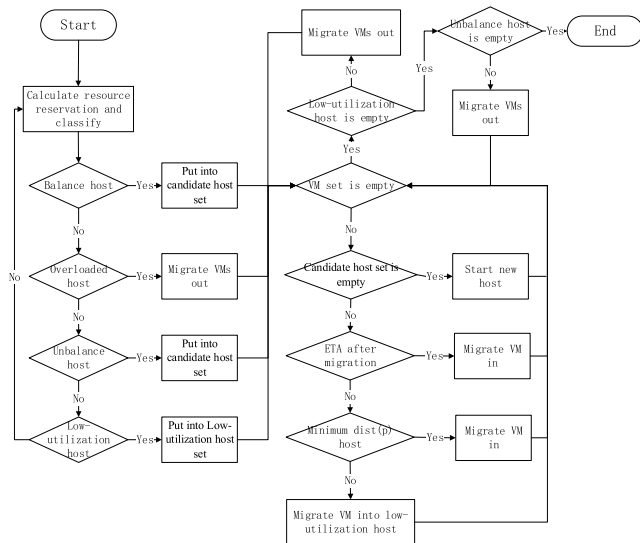 Start
Calculate resource
reservation and
classify
Balance host
Yes
Put into
candidate host
set
No
Overloaded
host
Yes
Migrate VMs
out
No
Unbalance
host
Yes
Put into
candidate host
set
No
Low-
utilization
host
Yes
Put into Low-
utilization host
set
No
Migrate VMs out
No
Low-utilization
host is empty
Yes
Yes
VM set is empty
No
Candidate host set is
empty
Yes
Start new
host
No
ETA after
migration
Yes
Migrate VM
in
No
Minimum dist(p)
host
Yes
Migrate VM
in
No
Migrate VM into low-
utilization host
Unbalance host
is empty
Yes
End
No
Migrate VMs
out